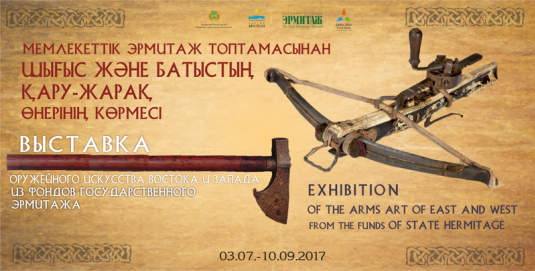 ЭРМИТАЖ
МЕМЛЕКЕТТІК ЭРМИТАЖ ТОПТАМАСЫНАН
ШЫҒЫС ЖӘНЕ БАТЫСТЫҢ
ҚАРУ-ЖАРАҚ
ӨНЕРІНІҢ КӨРМЕСІ
ВЫСТАВКА
ОРУЖЕЙНОГО ИСКУССТВА ВОСТОКА И ЗАПАДА
ИЗ ФОНДОВ ГОСУДАРСТВЕННОГО
ЭРМИТАЖА
EXHIBITION
OF THE ARMS ART OF EAST AND WEST
FROM THE FUNDS OF STATE HERMITAGE
03.07.-10.09.2017